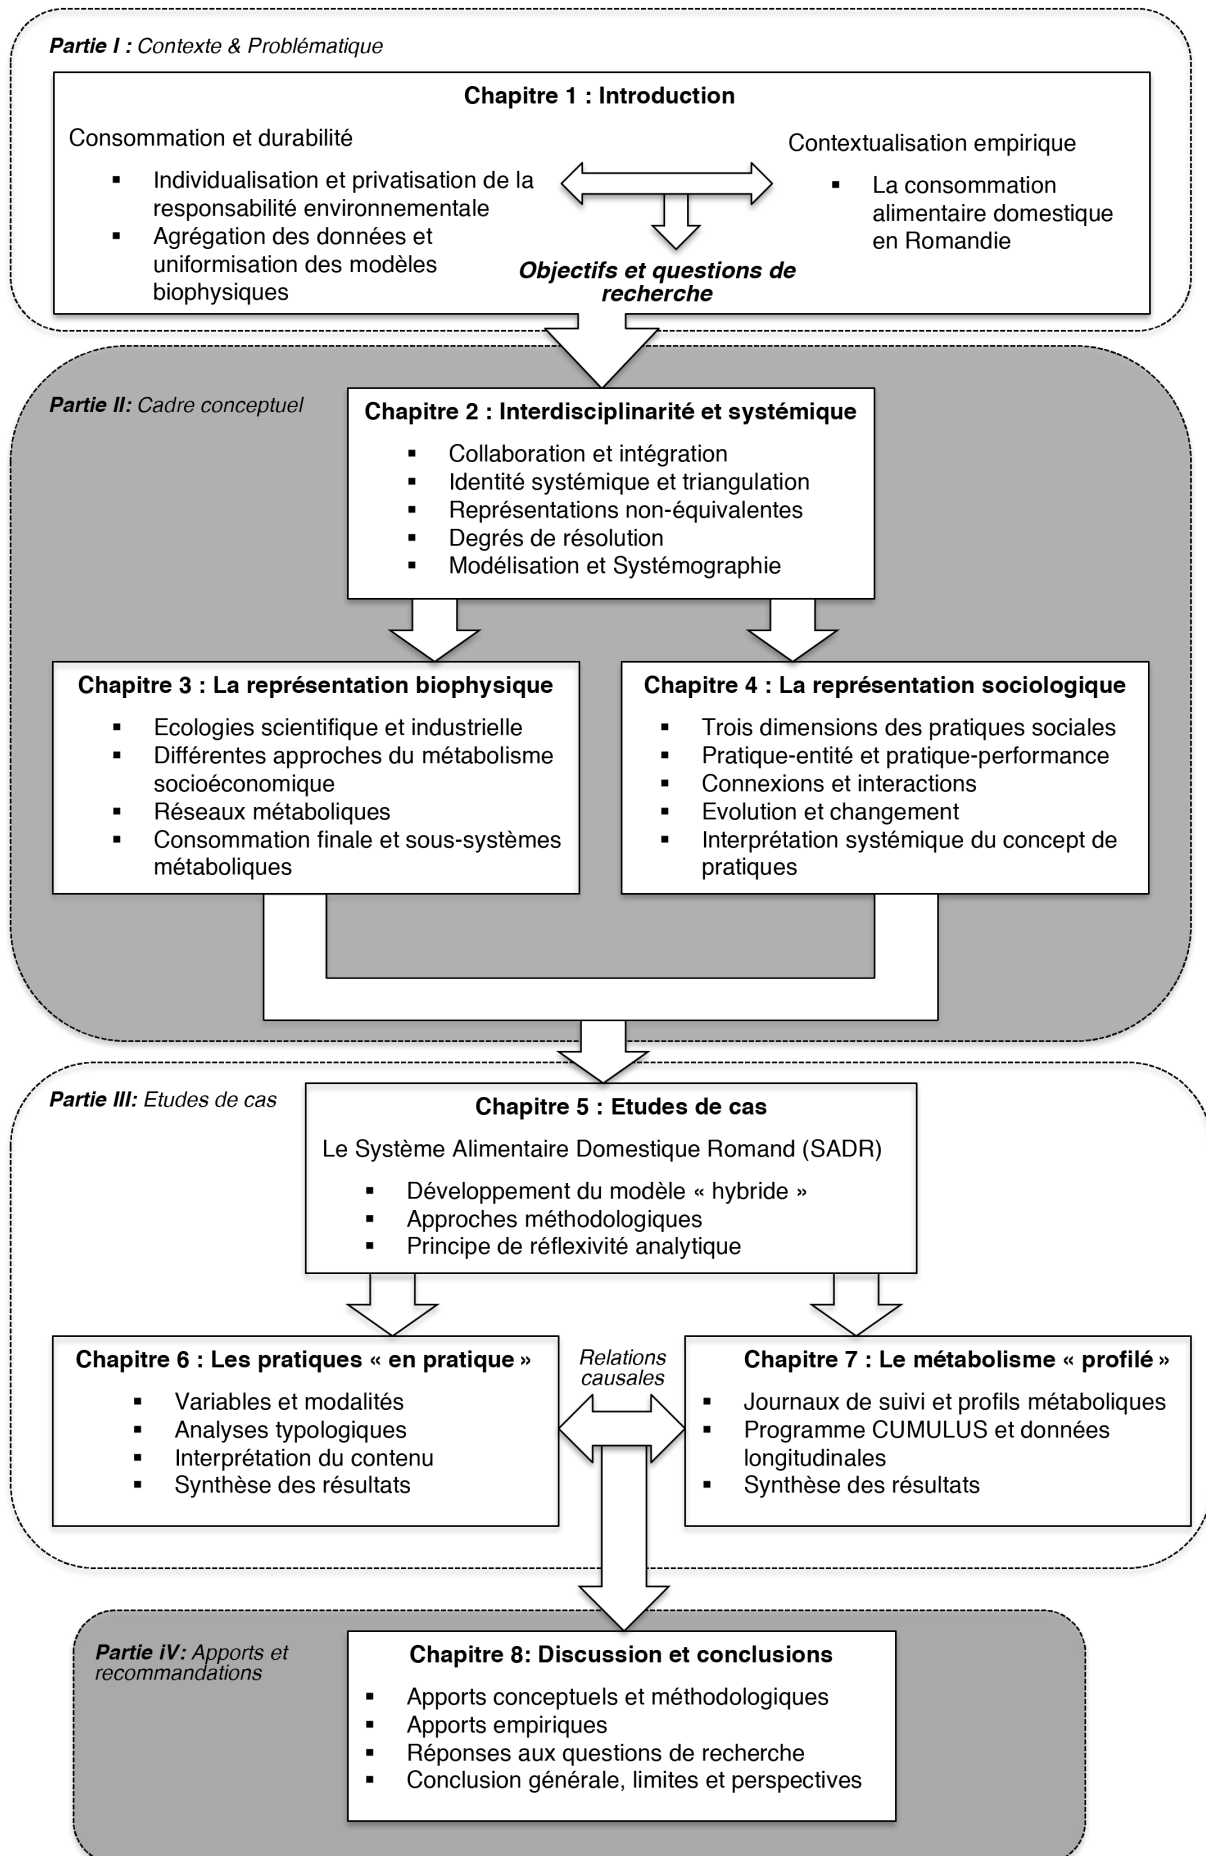 Partie I : Contexte & Problématique
Chapitre 1 : Introduction
Consommation et durabilité
▪ Individualisation et privatisation de la
responsabilité environnementale
▪ Agrégation des données et
uniformisation des modèles
biophysiques
Contextualisation empirique
▪ La consommation
alimentaire domestique
en Romandie
Objectifs et questions de
recherche
Partie II: Cadre conceptuel
Chapitre 2 : Interdisciplinarité et systémique
▪ Collaboration et intégration
▪ Identité systémique et triangulation
▪ Représentations non-équivalentes
▪ Degrés de résolution
▪ Modélisation et Systémographie
Chapitre 3 : La représentation biophysique
▪ Ecologies scientifique et industrielle
▪ Différentes approches du métabolisme
socioéconomique
▪ Réseaux métaboliques
▪ Consommation finale et sous-systèmes
métaboliques
Chapitre 4 : La représentation sociologique
▪ Trois dimensions des pratiques sociales
▪ Pratique-entité et pratique-performance
▪ Connexions et interactions
▪ Evolution et changement
▪ Interprétation systémique du concept de
pratiques
Partie III: Etudes de cas
Chapitre 5 : Etudes de cas
Le Système Alimentaire Domestique Romand (SADR)
▪ Développement du modèle « hybride »
▪ Approches méthodologiques
▪ Principe de réflexivité analytique
Chapitre 6 : Les pratiques « en pratique »
▪ Variables et modalités
▪ Analyses typologiques
▪ Interprétation du contenu
▪ Synthèse des résultats
Relations
causales
Chapitre 7 : Le métabolisme « profilé »
▪ Journaux de suivi et profils métaboliques
▪ Programme CUMULUS et données
longitudinales
▪ Synthèse des résultats
Partie iV: Apports et
recommandations
Chapitre 8: Discussion et conclusions
▪ Apports conceptuels et méthodologiques
▪ Apports empiriques
▪ Réponses aux questions de recherche
▪ Conclusion générale, limites et perspectives